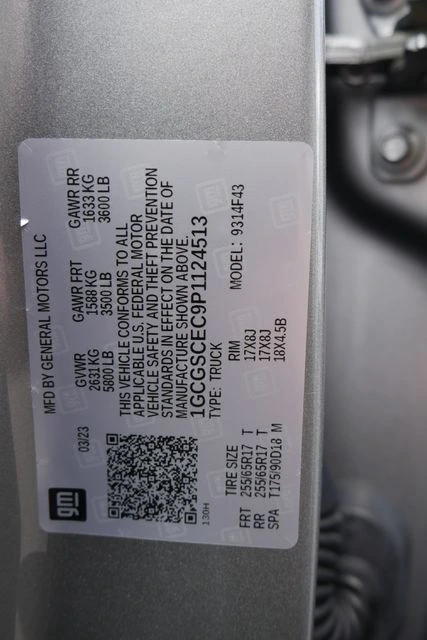 gm
MFD BY GENERAL MOTORS LLC
03/23
GVWR GAWR FRT GAWR RR
2631KG 1588 KG 1633 KG
5800 LB 3500 LB 3600 LB
THIS VEHICLE CONFORMS TO ALL
APPLICABLE U.S. FEDERAL MOTOR
VEHICLE SAFETY AND THEFT PREVENTION
STANDARDS IN EFFECT ON THE DATE OF
MANUFACTURE SHOWN ABOVE.
1GCGSCEC9P1124513
TYPE: TRUCK MODEL: 9314F43
130H
TIRE SIZE RIM
FRT 255/65R17 T 17X8J
RR 255/65R17 T 17X8J
SPA T175/90D18 M 18X4.5B